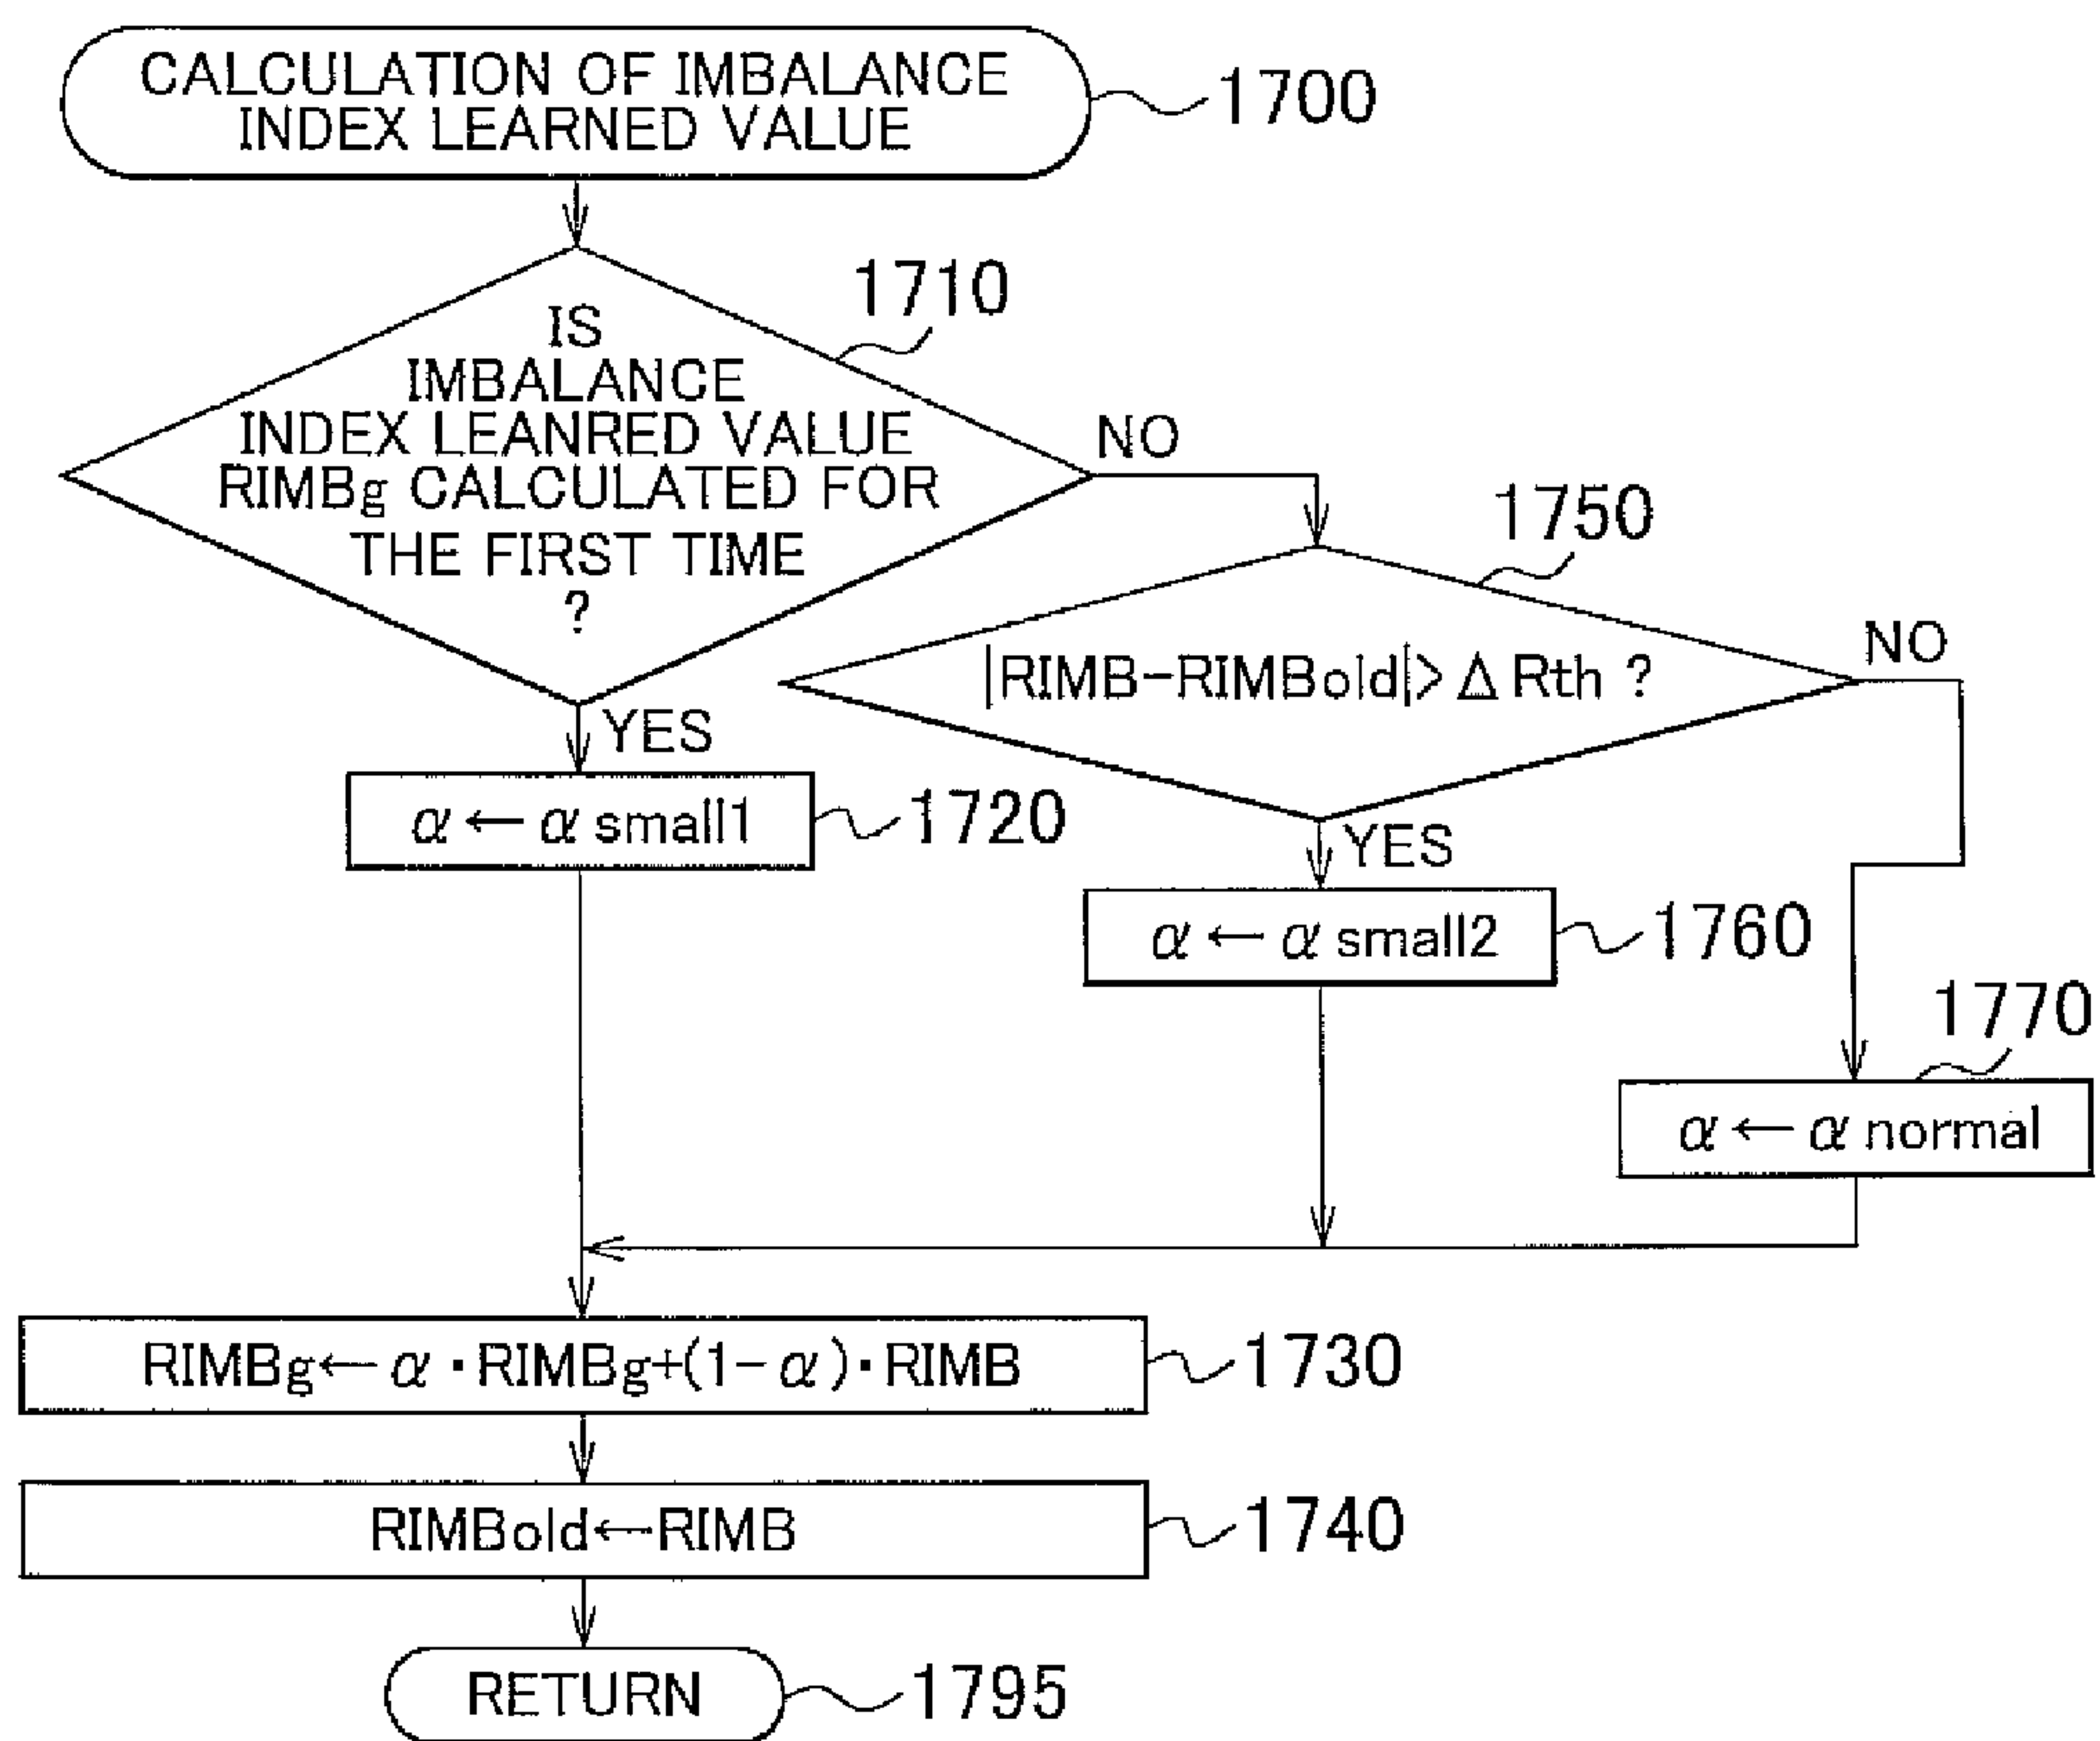 CALCULATION OF IMBALANCE
INDEX LEARNED VALUE
1700
1710
IS
IMBALANCE
INDEX LEANRED VALUE
RIMBg CALCULATED FOR
THE FIRST TIME
?
NO
1750
|RIMB-RIMBold|> Δ Rth ?
NO
YES
α ← α small1
1720
YES
α ← α small2
1760
1770
α ← α normal
RIMBg← α ・RIMBg+(1- α )・RIMB
1730
RIMBold←RIMB
1740
RETURN
1795